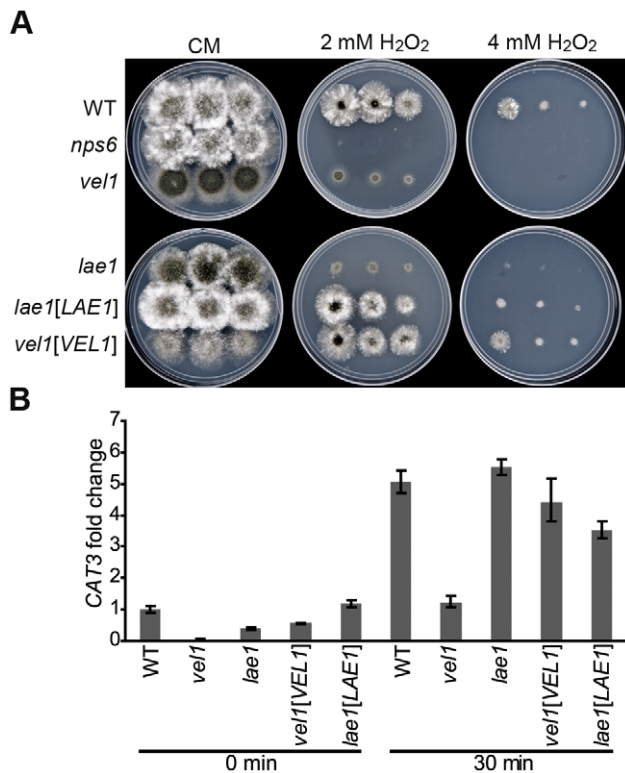 A
CM 2 mM H₂O₂ 4 mM H₂O₂
WT
nps6
vel1
lae1
lae1[LAE1]
vel1[VEL1]
B
CAT3 fold change
7
6
5
4
3
2
1
0
WT vel1 lae1 vel1[VEL1] lae1[LAE1] WT vel1 lae1 vel1[VEL1] lae1[LAE1]
0 min 30 min